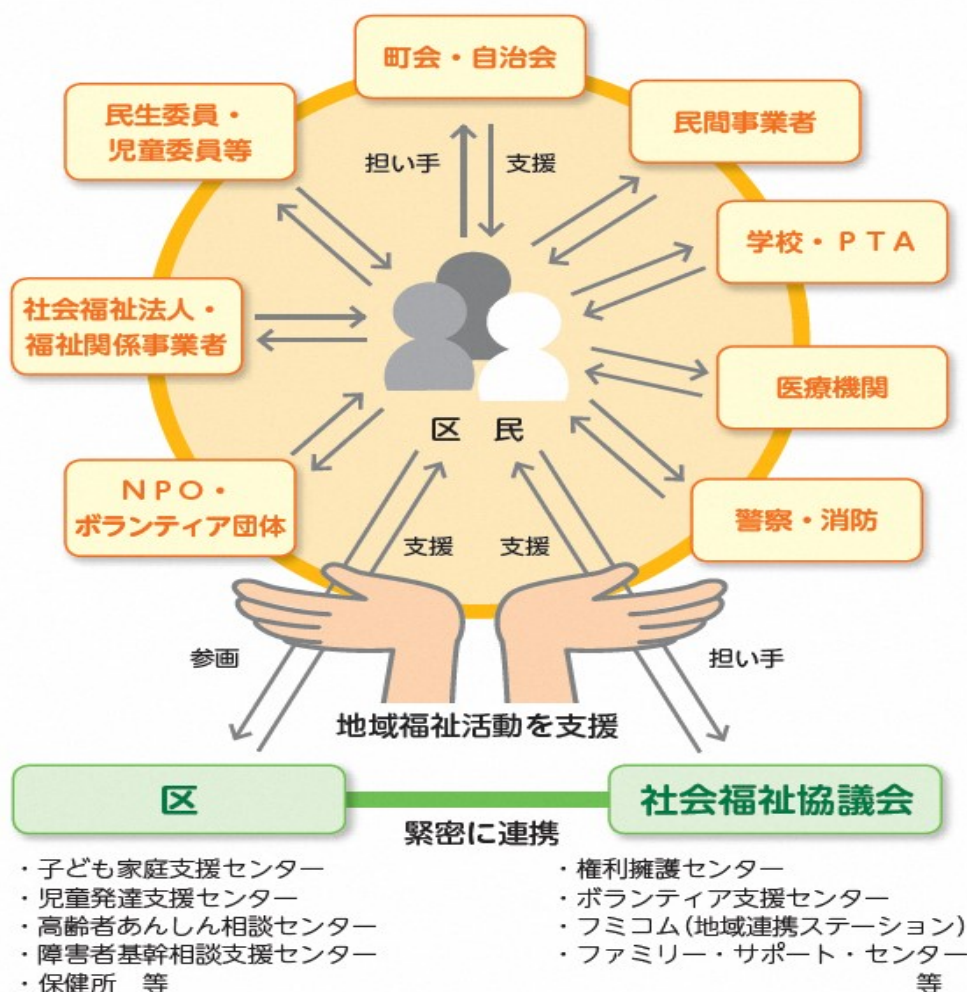 町会・自治会
民生委員・
児童委員等
民間事業者
担い手
支援
学校・ＰＴＡ
社会福祉法人・
福祉関係事業者
医療機関
区　民
ＮＰＯ・
ボランティア団体
警察・消防
支援
支援
参画
担い手
地域福祉活動を支援
区
社会福祉協議会
緊密に連携
・子ども家庭支援センター
・児童発達支援センター
・高齢者あんしん相談センター
・障害者基幹相談支援センター
・保健所　等
・権利擁護センター
・ボランティア支援センター
・フミコム（地域連携ステーション）
・ファミリー・サポート・センター
等